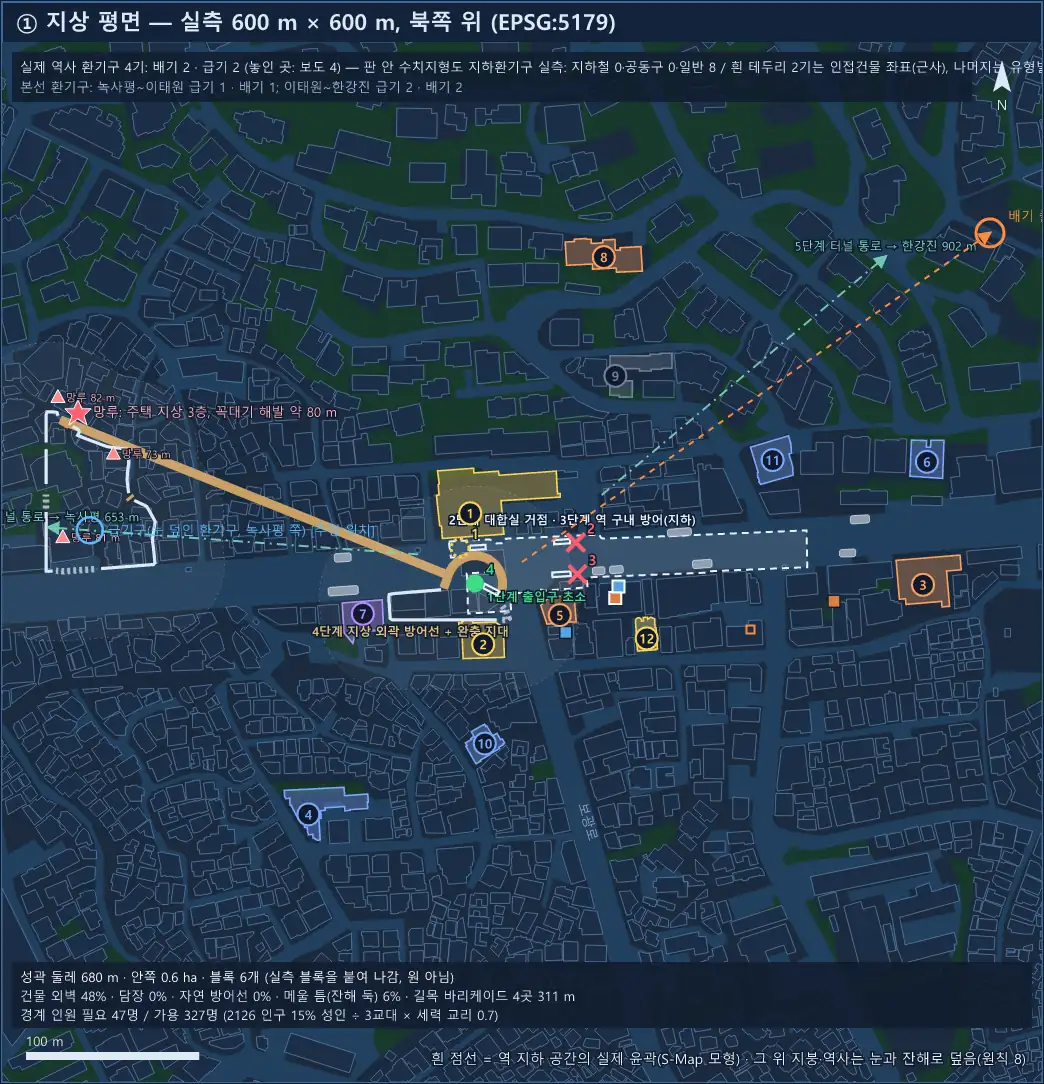 ① 지상 평면 — 실측 600 m × 600 m, 북쪽 위 (EPSG:5179)
실제 역사 환기구 4기: 배기 2 · 급기 2 (놓인 곳: 보도 4) — 판 안 수치지형도 지하환기구 실측: 지하철 0·공동구 0·일반 8 / 흰 테두리 2기는 인접건물 좌표(근사), 나머지는 유형별
본선 환기구: 녹사평~이태원 급기 1 · 배기 1; 이태원~한강진 급기 2 · 배기 2
N
배기
5단계 터널 통로 → 한강진 902 m
8
9
망루 82 m
망루: 주택 지상 3층, 꼭대기 해발 약 80 m
망루 73 m
11
6
널 통로 → 녹사평 653 m
망루 81 m
1
대합실 거점 · 3단계 역 구내 방어(지하)
1
2
3
4
1단계 출입구 초소
3
7
5
4단계 지상 외곽 방어선 + 완충 지대
2
12
10
4
보광로
성곽 둘레 680 m · 안쪽 0.6 ha · 블록 6개 (실측 블록을 붙여 나감, 원 아님)
건물 외벽 48% · 담장 0% · 자연 방어선 0% · 메울 틈(잔해 둑) 6% · 길목 바리케이드 4곳 311 m
경계 인원 필요 47명 / 가용 327명 (2126 인구 15% 성인 ÷ 3교대 × 세력 교리 0.7)
100 m
흰 점선 = 역 지하 공간의 실제 윤곽(S-Map 모형) · 그 위 지붕 역사는 눈과 잔해로 덮음(원칙 8)